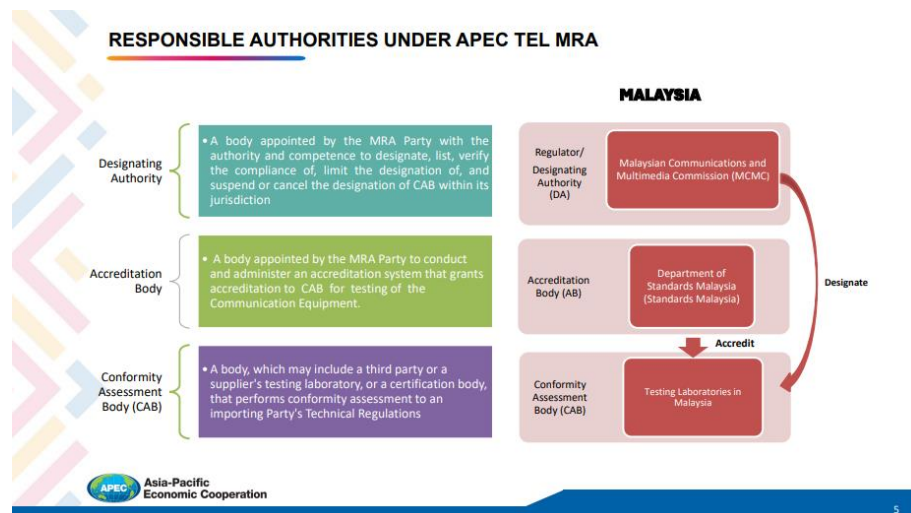 RESPONSIBLE AUTHORITIES UNDER APEC TEL MRA
Designating
Authority
• A body appointed by the MRA Party with the
authority and competence to designate, list, verify
the compliance of, limit the designation of, and
suspend or cancel the designation of CAB within its
jurisdiction
Accreditation
Body
• A body appointed by the MRA Party to conduct
and administer an accreditation system that grants
accreditation to CAB for testing of the
Communication Equipment.
Conformity
Assessment
Body (CAB)
• A body, which may include a third party or a
supplier's testing laboratory, or a certification body,
that performs conformity assessment to an
importing Party's Technical Regulations
MALAYSIA
Regulator/
Designating
Authority
(DA)
Malaysian Communications and
Multimedia Commission (MCMC)
Accreditation
Body (AB)
Department of
Standards Malaysia
(Standards Malaysia)
Designate
Accredit
Conformity
Assessment
Body (CAB)
Testing Laboratories in
Malaysia
APEC
Asia-Pacific
Economic Cooperation
5